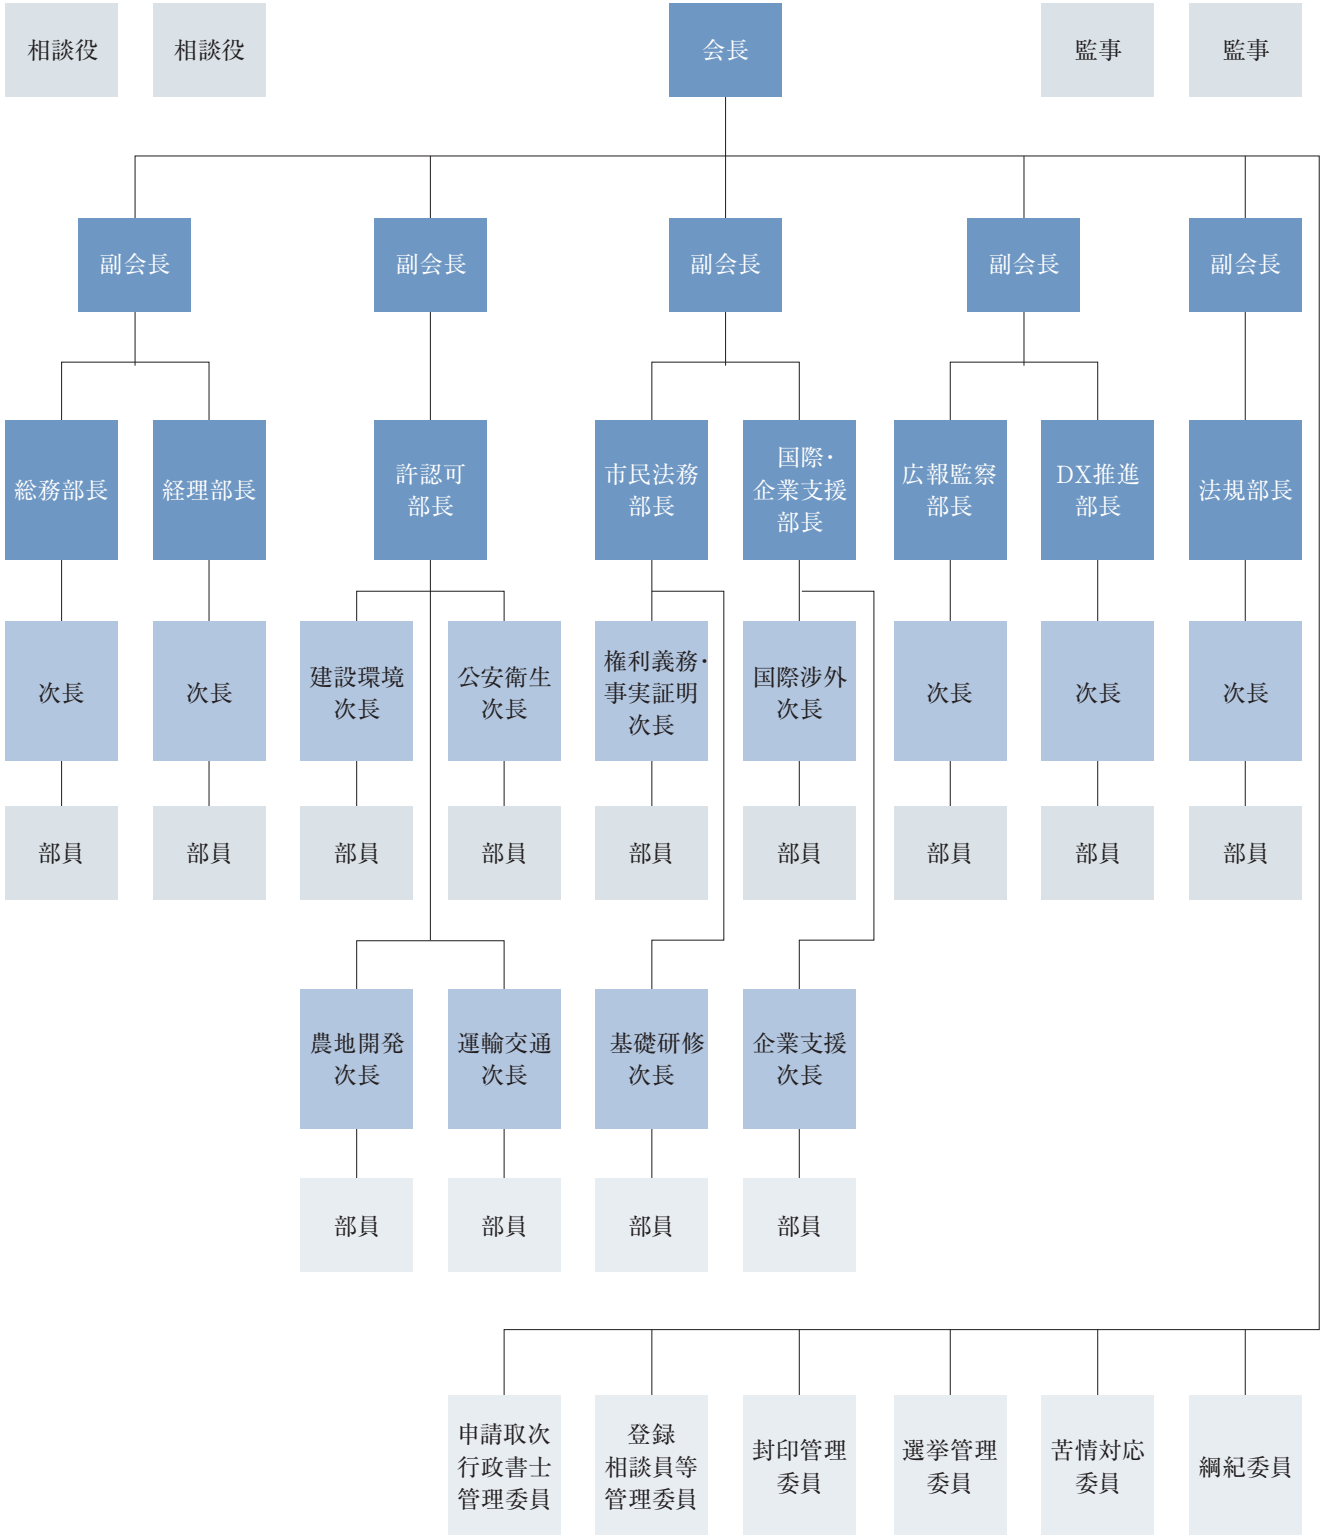 相談役
相談役
会長
監事
監事
副会長
副会長
副会長
副会長
副会長
総務部長
経理部長
許認可
部長
市民法務
部長
国際・
企業支援
部長
広報監察
部長
DX推進
部長
法規部長
次長
次長
建設環境
次長
公安衛生
次長
権利義務・
事実証明
次長
国際渉外
次長
次長
次長
次長
部員
部員
部員
部員
部員
部員
部員
部員
部員
農地開発
次長
運輸交通
次長
基礎研修
次長
企業支援
次長
部員
部員
部員
部員
申請取次
行政書士
管理委員
登録
相談員等
管理委員
封印管理
委員
選挙管理
委員
苦情対応
委員
綱紀委員